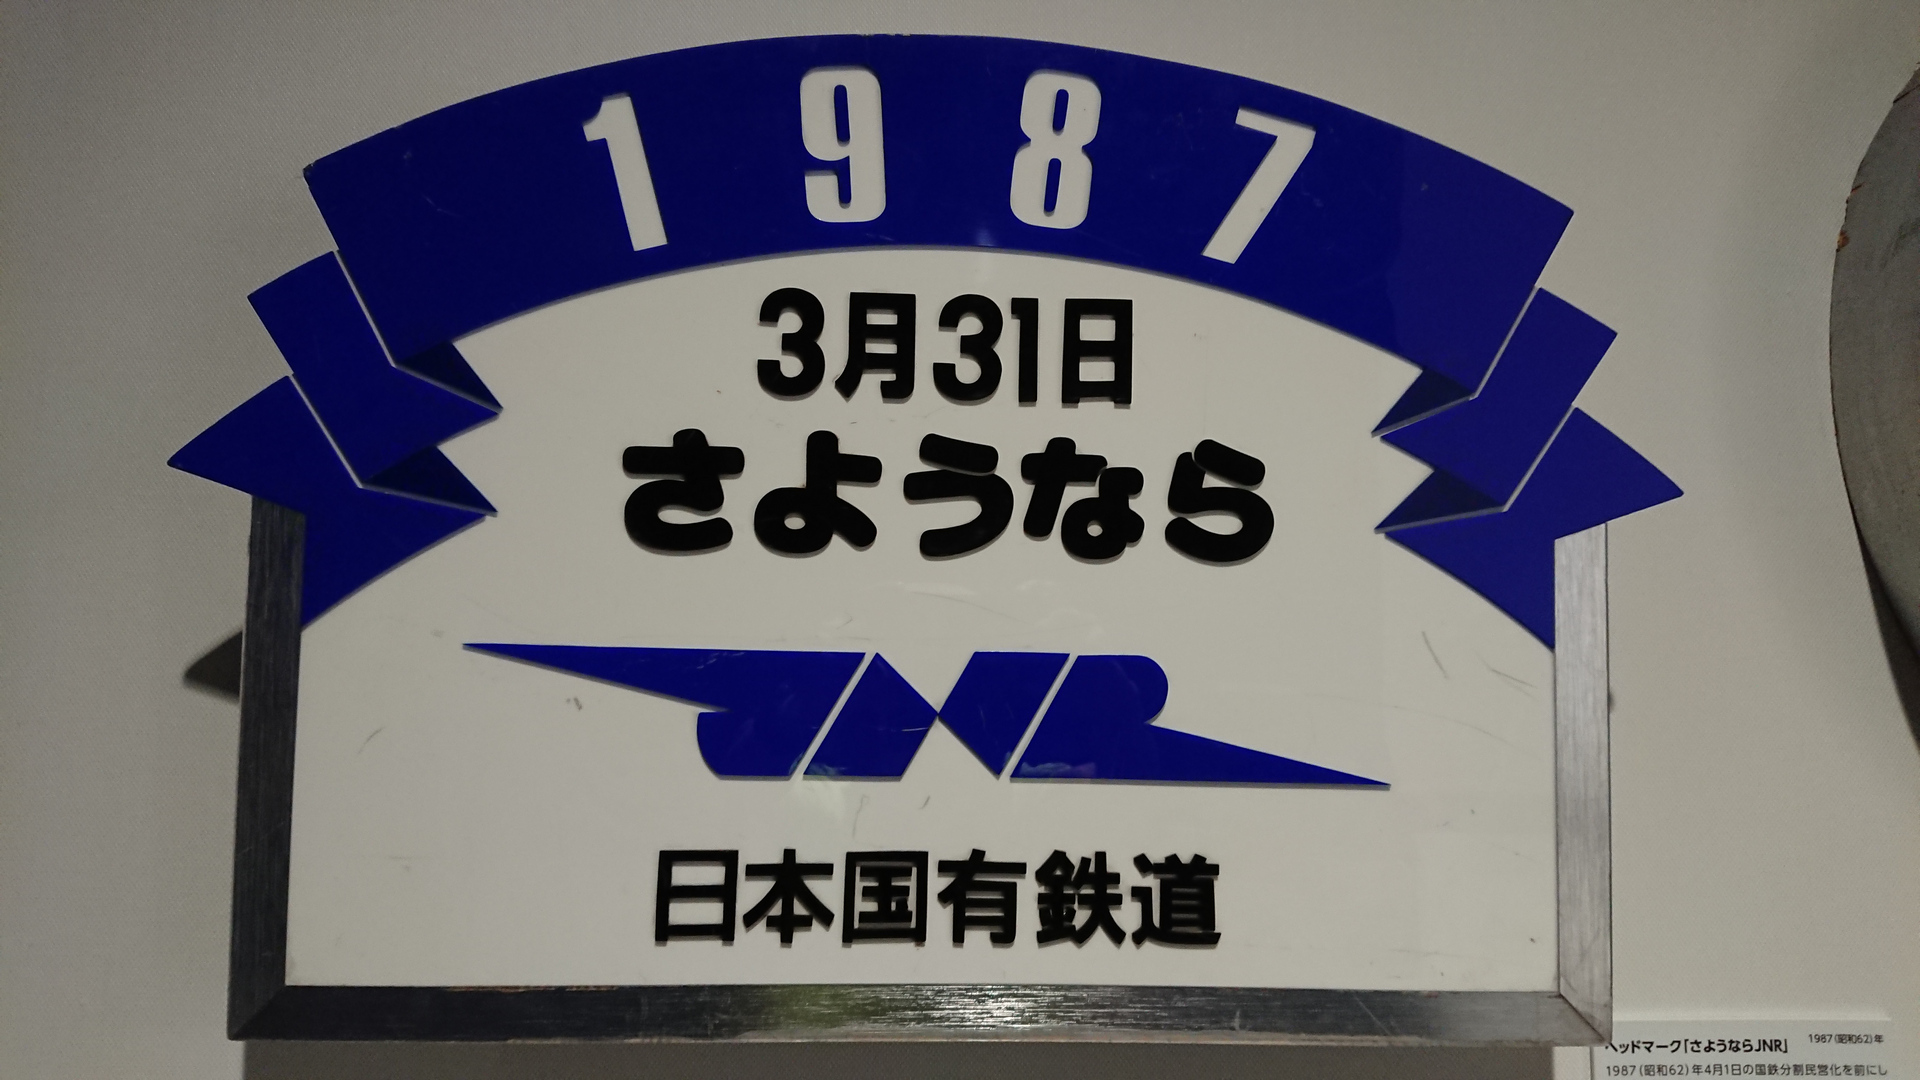 1987
3月31日
さようなら
JNR
日本国有鉄道
ヘッドマーク「さようならJNR」 1987(昭和62)年
1987(昭和62)年4月1日の国鉄分割民営化を前にし